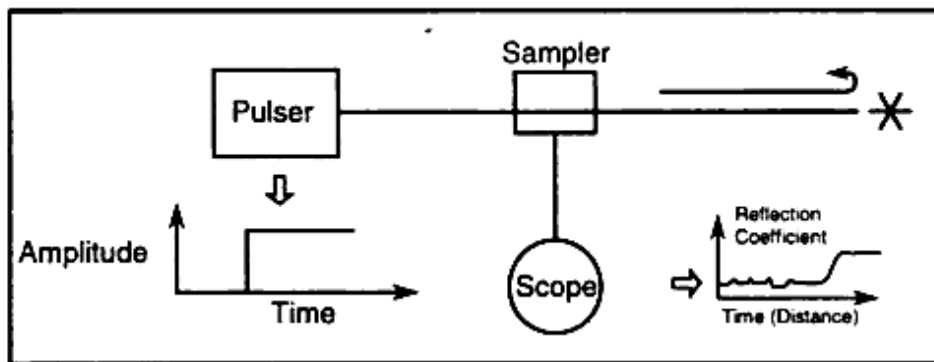 Sampler
Pulser
Amplitude
Time
Scope
Reflection
Coefficient
Time (Distance)